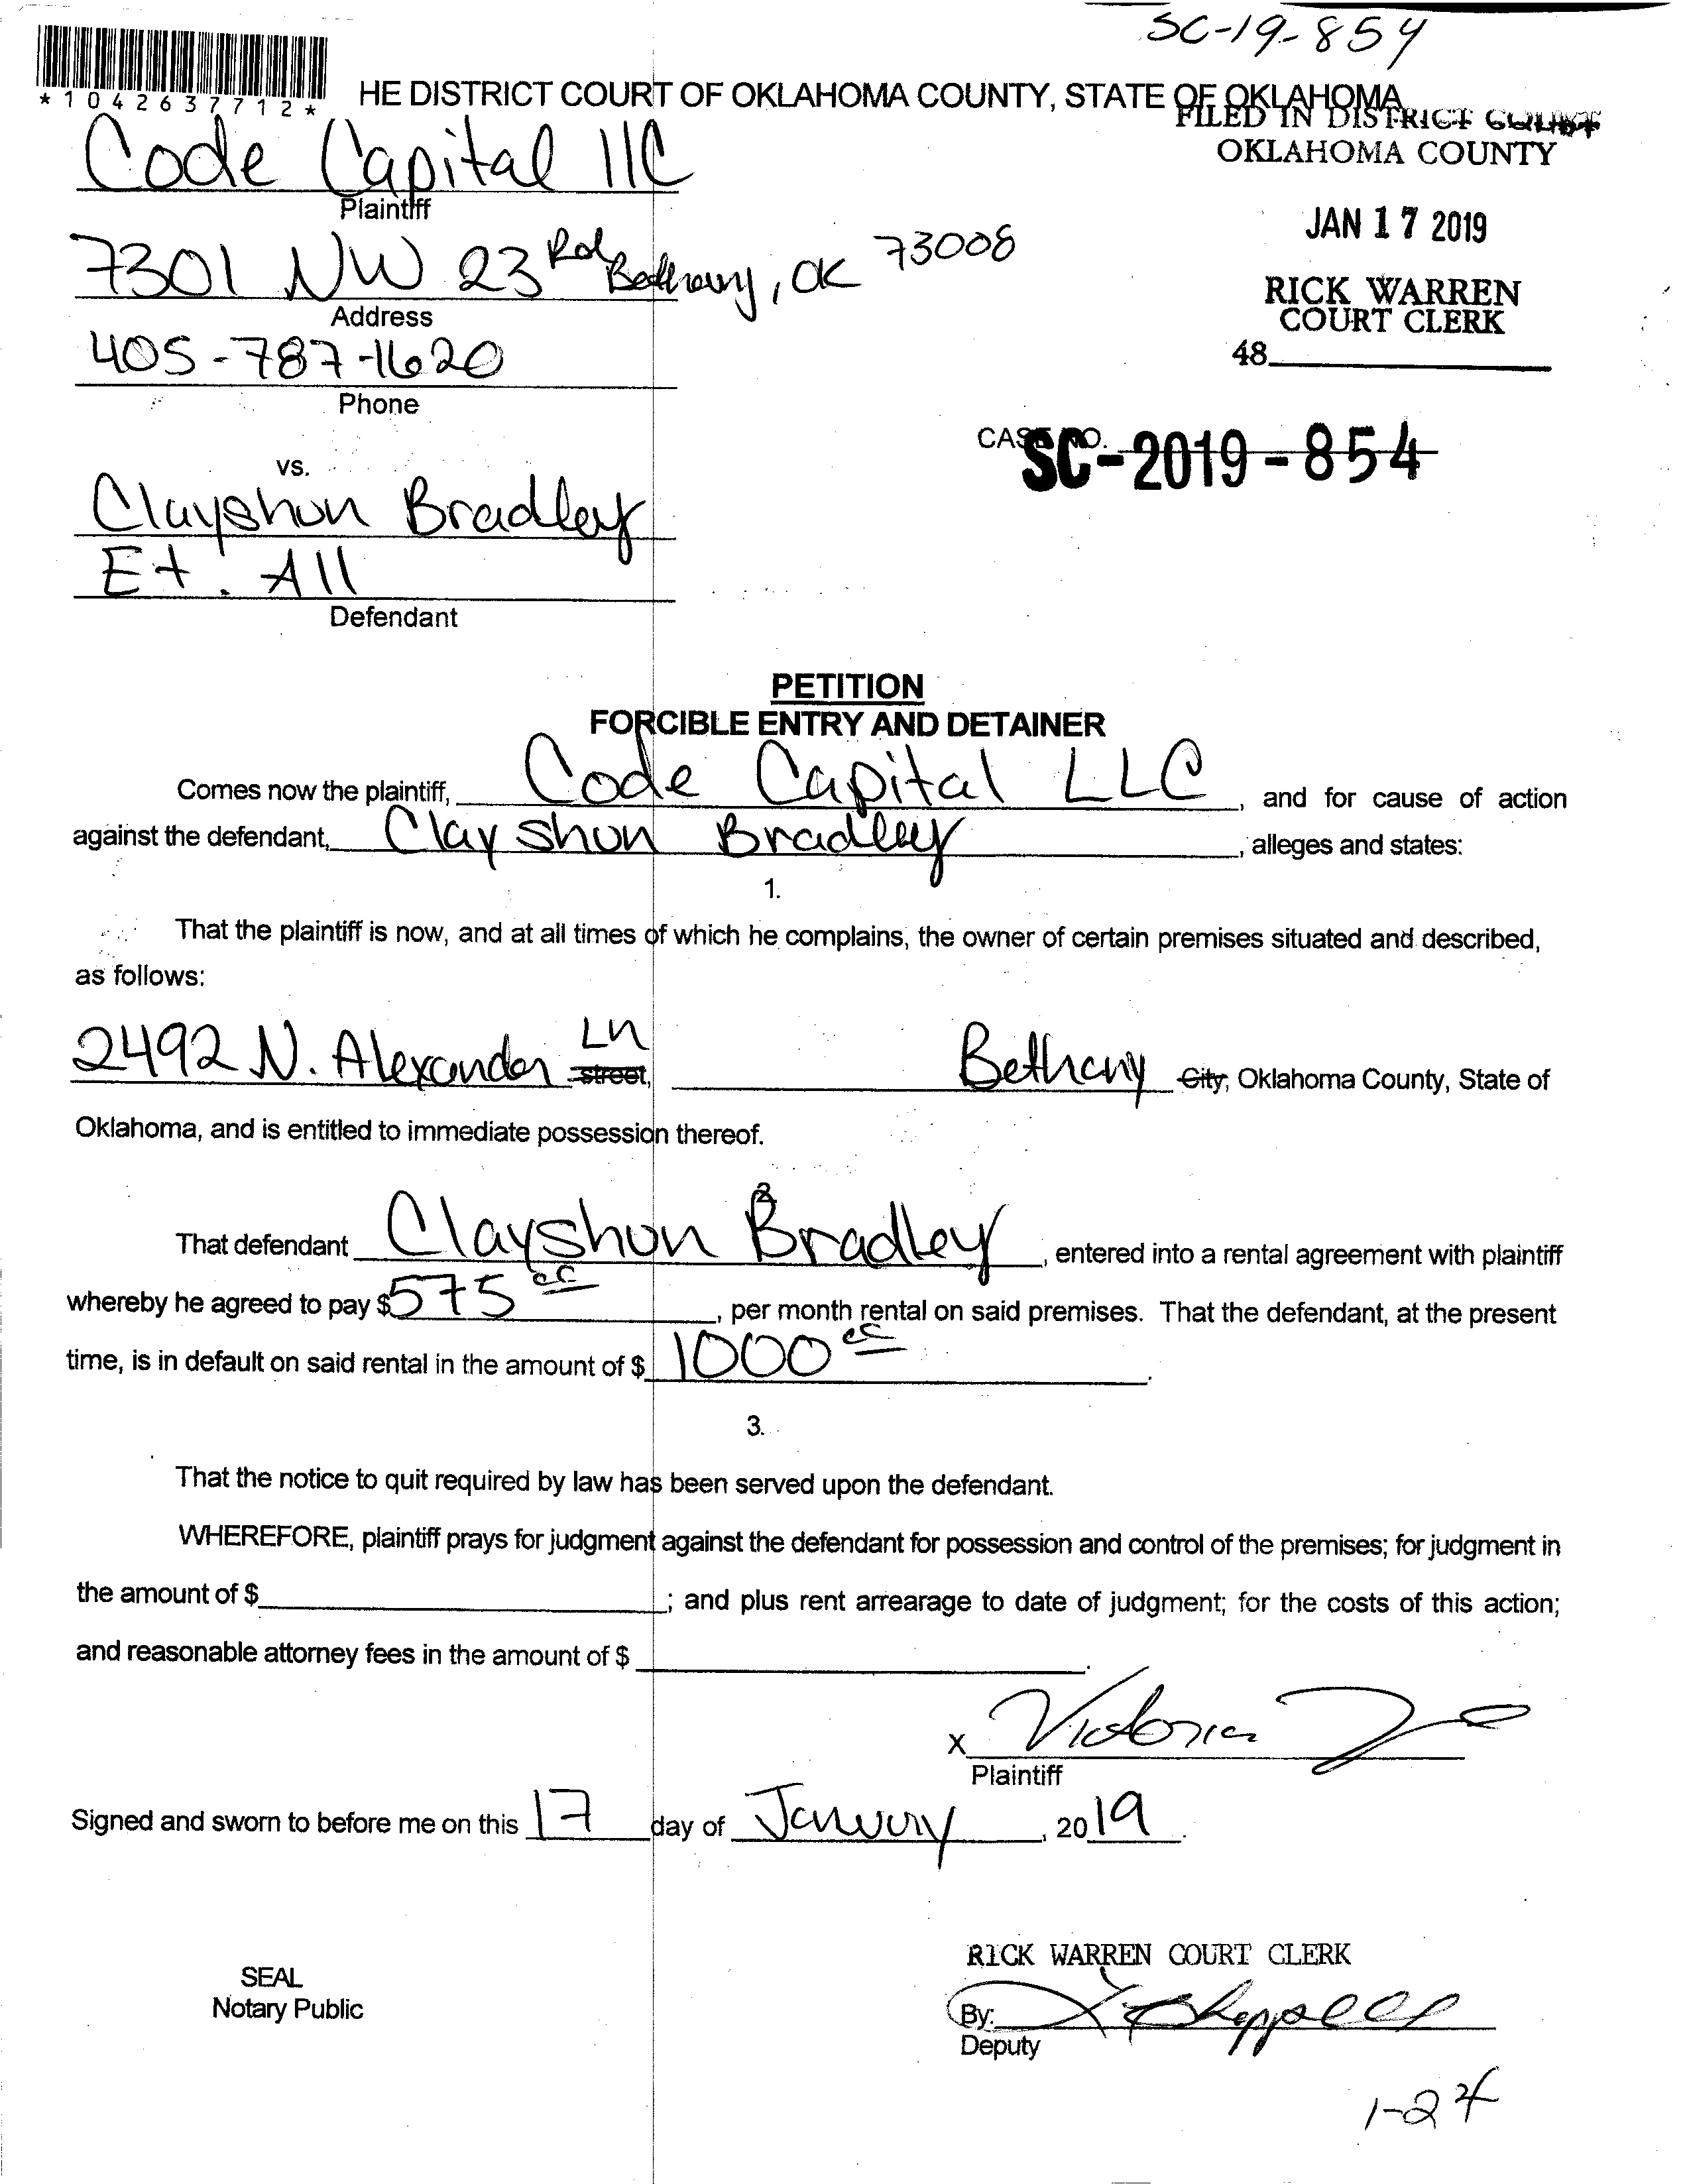 SC-19-854
*1042637712*
HE DISTRICT COURT OF OKLAHOMA COUNTY, STATE OF OKLAHOMA
FILED IN DISTRICT COURT
OKLAHOMA COUNTY
Code Capital llC
Plaintiff
JAN 17 2019
7301 NW 23rd Bethany, OK 73008
Address
RICK WARREN
COURT CLERK
405-787-1620
48
Phone
CASE NO.
SC-2019-854
vs.
Clayshun Bradley
Et. All
Defendant
PETITION
FORCIBLE ENTRY AND DETAINER
Comes now the plaintiff, Code Capital LLC, and for cause of action
against the defendant, Clayshun Bradley, alleges and states:
1.
That the plaintiff is now, and at all times of which he complains, the owner of certain premises situated and described,
as follows:
2492 N. Alexander Ln street, Bethany City, Oklahoma County, State of
Oklahoma, and is entitled to immediate possession thereof.
2
That defendant Clayshun Bradley, entered into a rental agreement with plaintiff
whereby he agreed to pay $575, per month rental on said premises. That the defendant, at the present
time, is in default on said rental in the amount of $1000.
3.
That the notice to quit required by law has been served upon the defendant.
WHEREFORE, plaintiff prays for judgment against the defendant for possession and control of the premises; for judgment in
the amount of $; and plus rent arrearage to date of judgment; for the costs of this action;
and reasonable attorney fees in the amount of $.
X Victoria
Plaintiff
Signed and sworn to before me on this 17 day of January, 2019.
RICK WARREN COURT CLERK
SEAL
Notary Public
By:
Deputy
1-24